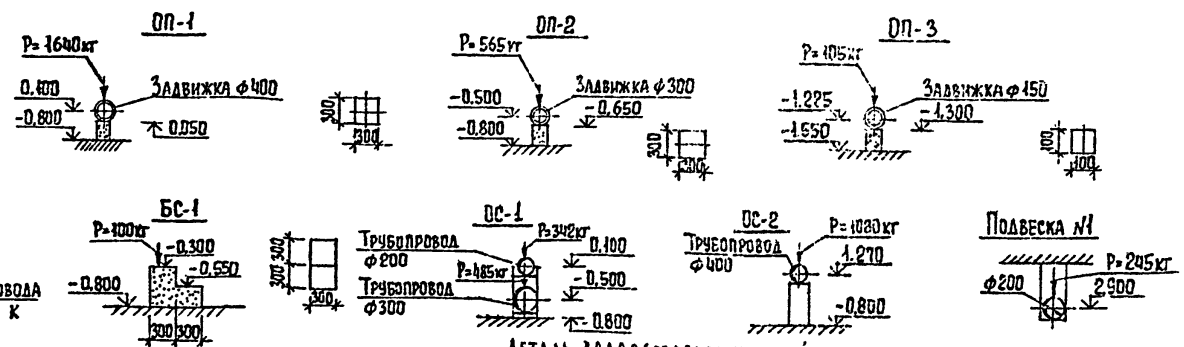 ОП-1
P= 1640кг
0.100
ЗАДВИЖКА ф400
-0.800
0.050
300
300
ОП-2
P= 565кг
ЗАДВИЖКА ф300
-0.500
-0.650
-0.800
300
300
ОП-3
P= 105кг
-1.225
ЗАДВИЖКА ф150
-1.300
-1.550
100
100
БС-1
P=100кг
-0.300
-0.550
-0.800
300 300
300 300
300
ОВОДА
К
ОС-1
ТРУБОПРОВОД
ф200
P=342кг
0.100
P=485кг
ТРУБОПРОВОД
ф300
-0.500
-0.800
ОС-2
P= 1080кг
ТРУБОПРОВОД
ф400
1.270
-0.800
ПОДВЕСКА N1
P=245кг
ф200
2.900